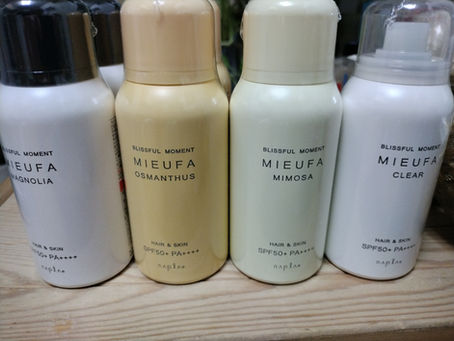 BLISSFUL MOMENT
MIEUFA
MAGNOLIA
HAIR & SKIN
SPF50+ PA++++
napla
BLISSFUL MOMENT
MIEUFA
OSMANTHUS
HAIR & SKIN
SPF50+ PA++++
napla
BLISSFUL MOMENT
MIEUFA
MIMOSA
HAIR & SKIN
SPF50+ PA++++
napla
BLISSFUL MOMENT
MIEUFA
CLEAR
HAIR & SKIN
SPF50+ PA++++
napla